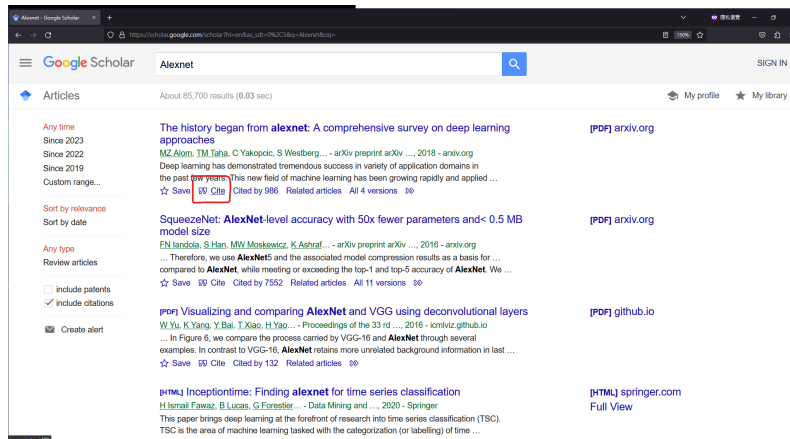 Alexnet - Google Scholar
https://scholar.google.com/scholar?hl=en&as_sdt=0%2C5&q=Alexnet&oq=
150%
Google Scholar
Alexnet
SIGN IN
Articles
About 85,700 results (0.03 sec)
My profile
My library
Any time
Since 2023
Since 2022
Since 2019
Custom range...
Sort by relevance
Sort by date
Any type
Review articles
include patents
include citations
Create alert
The history began from alexnet: A comprehensive survey on deep learning
approaches
MZ Alom, TM Taha, C Yakopcic, S Westberg… - arXiv preprint arXiv …, 2018 - arxiv.org
Deep learning has demonstrated tremendous success in variety of application domains in
the past few years. This new field of machine learning has been growing rapidly and applied …
Save Cite Cited by 986 Related articles All 4 versions
[PDF] arxiv.org
SqueezeNet: AlexNet-level accuracy with 50x fewer parameters and< 0.5 MB
model size
FN Iandola, S Han, MW Moskewicz, K Ashraf… - arXiv preprint arXiv …, 2016 - arxiv.org
… Therefore, we use AlexNet5 and the associated model compression results as a basis for …
compared to AlexNet, while meeting or exceeding the top-1 and top-5 accuracy of AlexNet. We …
Save Cite Cited by 7552 Related articles All 11 versions
[PDF] arxiv.org
[PDF] Visualizing and comparing AlexNet and VGG using deconvolutional layers
W Yu, K Yang, Y Bai, T Xiao, H Yao… - Proceedings of the 33 rd …, 2016 - icmlviz.github.io
… In Figure 6, we compare the process carried by VGG-16 and AlexNet through several
examples. In contrast to VGG-16, AlexNet retains more unrelated background information in last …
Save Cite Cited by 132 Related articles
[PDF] github.io
[HTML] Inceptiontime: Finding alexnet for time series classification
H Ismail Fawaz, B Lucas, G Forestier… - Data Mining and …, 2020 - Springer
This paper brings deep learning at the forefront of research into time series classification (TSC).
TSC is the area of machine learning tasked with the categorization (or labelling) of time …
[HTML] springer.com
Full View